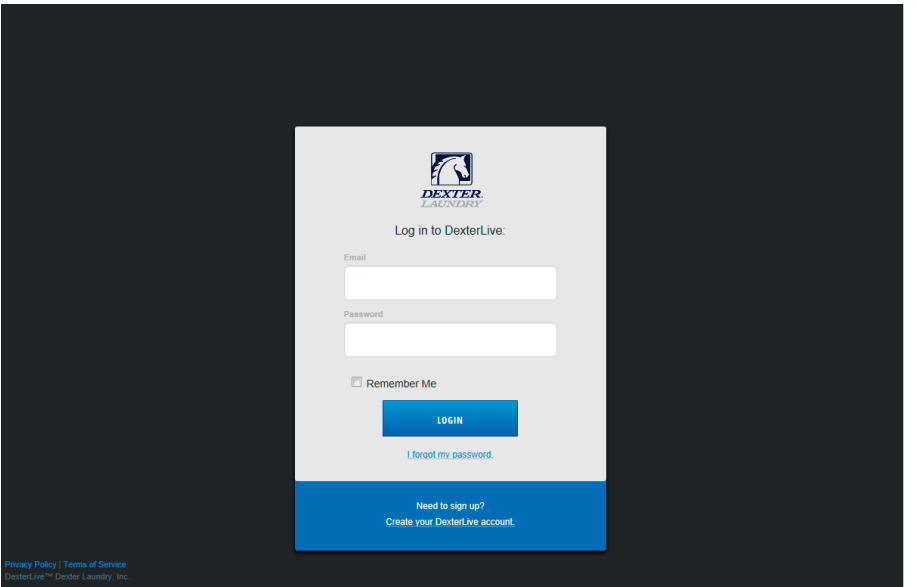 DEXTER
LAUNDRY
Log in to DexterLive:
Email
Password
Remember Me
LOGIN
I forgot my password.
Need to sign up?
Create your DexterLive account.
Privacy Policy | Terms of Service
DexterLive™ Dexter Laundry, Inc.